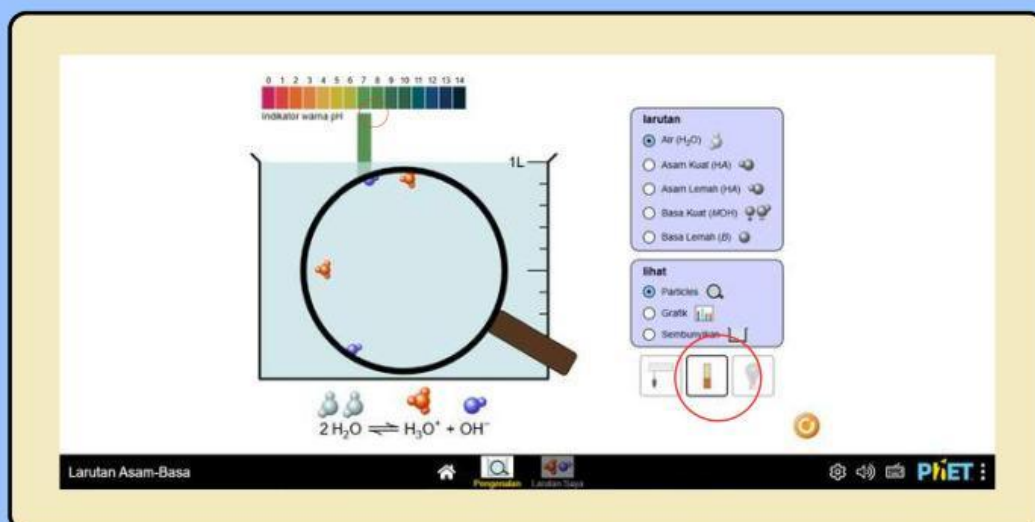 0 1 2 3 4 5 6 7 8 9 10 11 12 13 14
Indikator warna pH
1L
larutan
Air (H₂O)
Asam Kuat (HA)
Asam Lemah (HA)
Basa Kuat (MOH)
Basa Lemah (B)
lihat
Particles
Grafik
Sembunyikan
2 H₂O ⇌ H₃O⁺ + OH⁻
Larutan Asam-Basa
Pengenalan
Larutan Saya
PhET